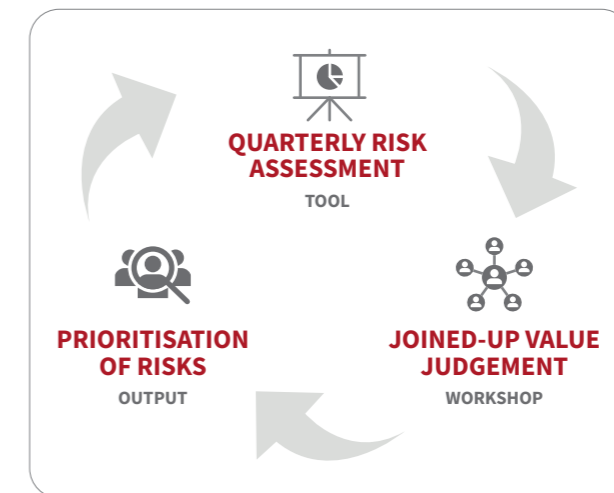 QUARTERLY RISK
ASSESSMENT
TOOL
JOINED-UP VALUE
JUDGEMENT
WORKSHOP
PRIORITISATION
OF RISKS
OUTPUT